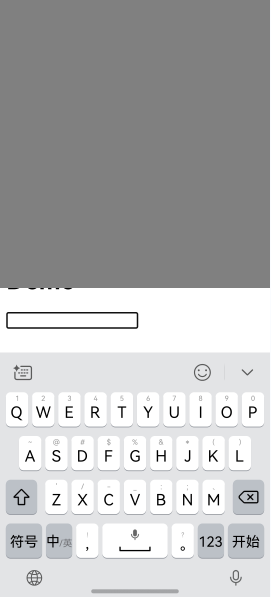 Demo
1 2 3 4 5 6 7 8 9 0
Q W E R T Y U I O P
~ @ # $ % & * ( )
A S D F G H J K L
Z X C V B N M
符号 中/英 , 。 123 开始